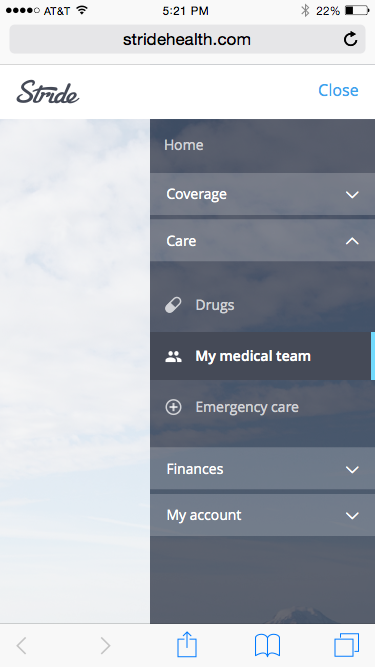 AT&T 5:21 PM 22%
stridehealth.com
Stride Close
Home
Coverage
Care
Drugs
My medical team
Emergency care
Finances
My account